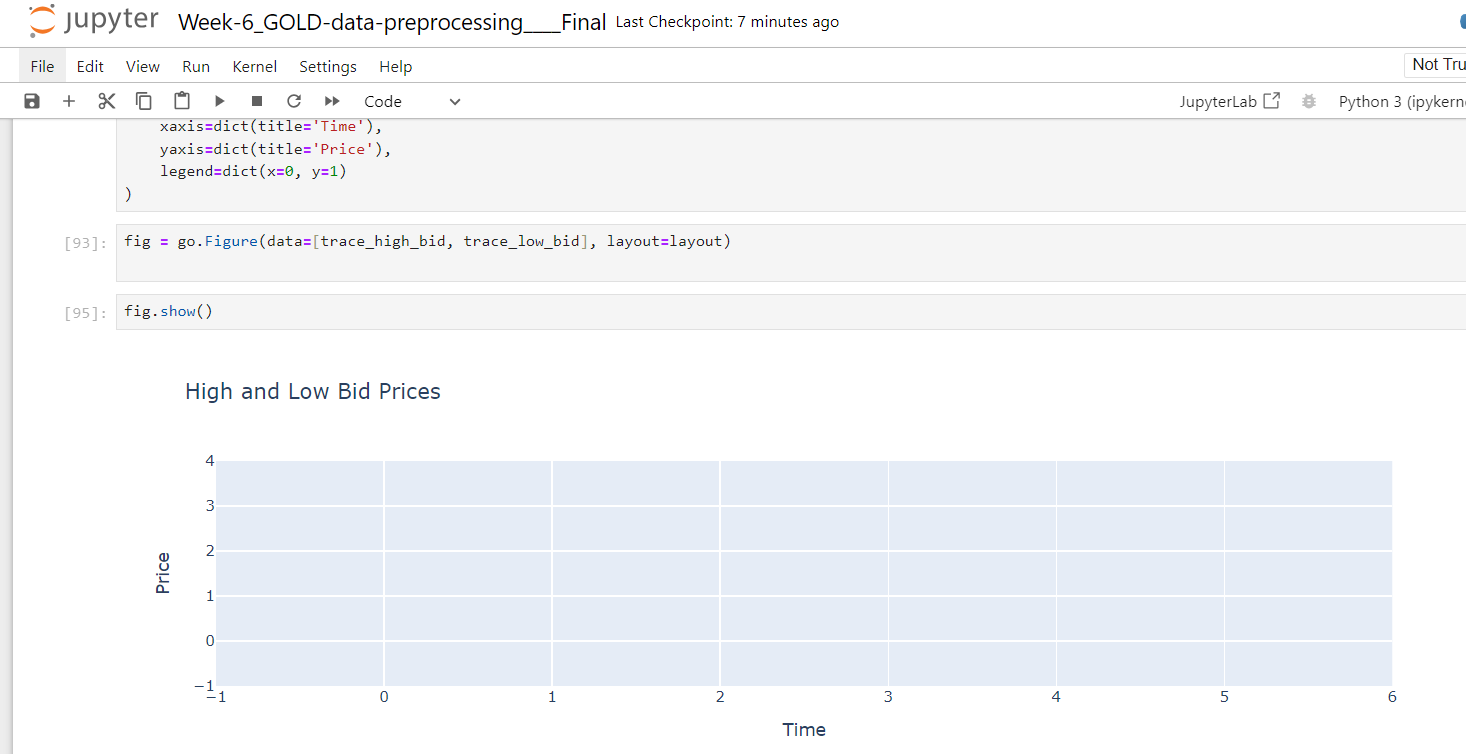 jupyter Week-6_GOLD-data-preprocessing____Final Last Checkpoint: 7 minutes ago
File Edit View Run Kernel Settings Help Not Tru
Code JupyterLab Python 3 (ipykern
xaxis=dict(title='Time'),
yaxis=dict(title='Price'),
legend=dict(x=0, y=1)
)
[93]: fig = go.Figure(data=[trace_high_bid, trace_low_bid], layout=layout)
[95]: fig.show()
High and Low Bid Prices
4
3
2
1
0
−1
Price
−1 0 1 2 3 4 5 6
Time